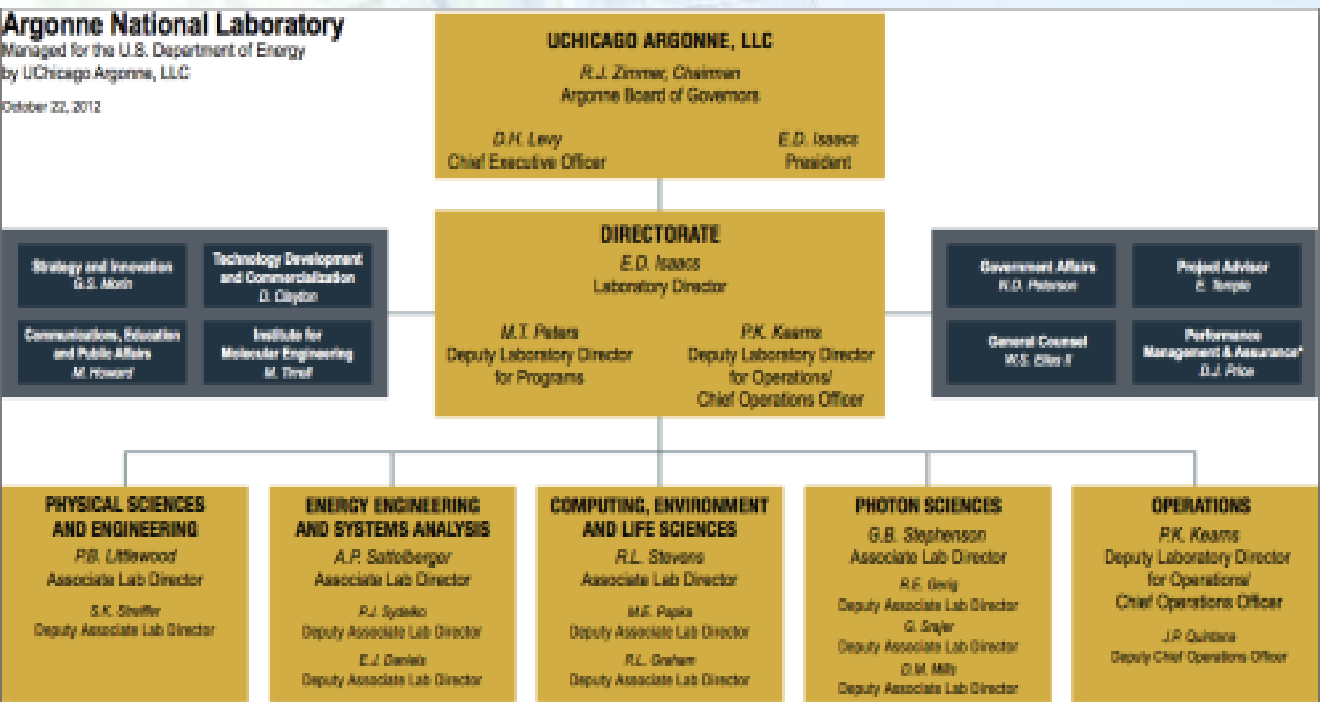 Argonne National Laboratory
Managed for the U.S. Department of Energy
by UChicago Argonne, LLC
October 22, 2012
UCHICAGO ARGONNE, LLC
R.J. Zimmer, Chairman
Argonne Board of Governors
D.H. Levy
Chief Executive Officer
E.D. Isaacs
President
DIRECTORATE
E.D. Isaacs
Laboratory Director
M.T. Peters
Deputy Laboratory Director
for Programs
P.K. Kearns
Deputy Laboratory Director
for Operations/
Chief Operations Officer
Strategy and Innovation
G.S.
Technology Development
and Commercialization
D. Clayton
Communications, Education
and Public Affairs
M. Howard
Institute for
Molecular Engineering
M. Tirrell
Government Affairs
N.D. Peterson
Project Advisor
E. Temple
General Counsel
W.S. Elias II
Performance
Management & Assurance*
D.J. Price
PHYSICAL SCIENCES
AND ENGINEERING
P.B. Littlewood
Associate Lab Director
S.K. Streiffer
Deputy Associate Lab Director
ENERGY ENGINEERING
AND SYSTEMS ANALYSIS
A.P. Sattelberger
Associate Lab Director
P.J. Sydelko
Deputy Associate Lab Director
E.J. Daniels
Deputy Associate Lab Director
COMPUTING, ENVIRONMENT
AND LIFE SCIENCES
R.L. Stevens
Associate Lab Director
M.E. Papka
Deputy Associate Lab Director
R.L. Graham
Deputy Associate Lab Director
PHOTON SCIENCES
G.B. Stephenson
Associate Lab Director
R.E. Gerig
Deputy Associate Lab Director
G. Srajer
Deputy Associate Lab Director
D.M. Mills
Deputy Associate Lab Director
OPERATIONS
P.K. Kearns
Deputy Laboratory Director
for Operations/
Chief Operations Officer
J.P. Quintana
Deputy Chief Operations Officer